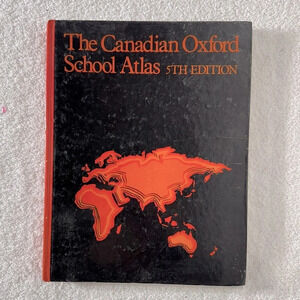 The Canadian Oxford
School Atlas 5TH EDITION